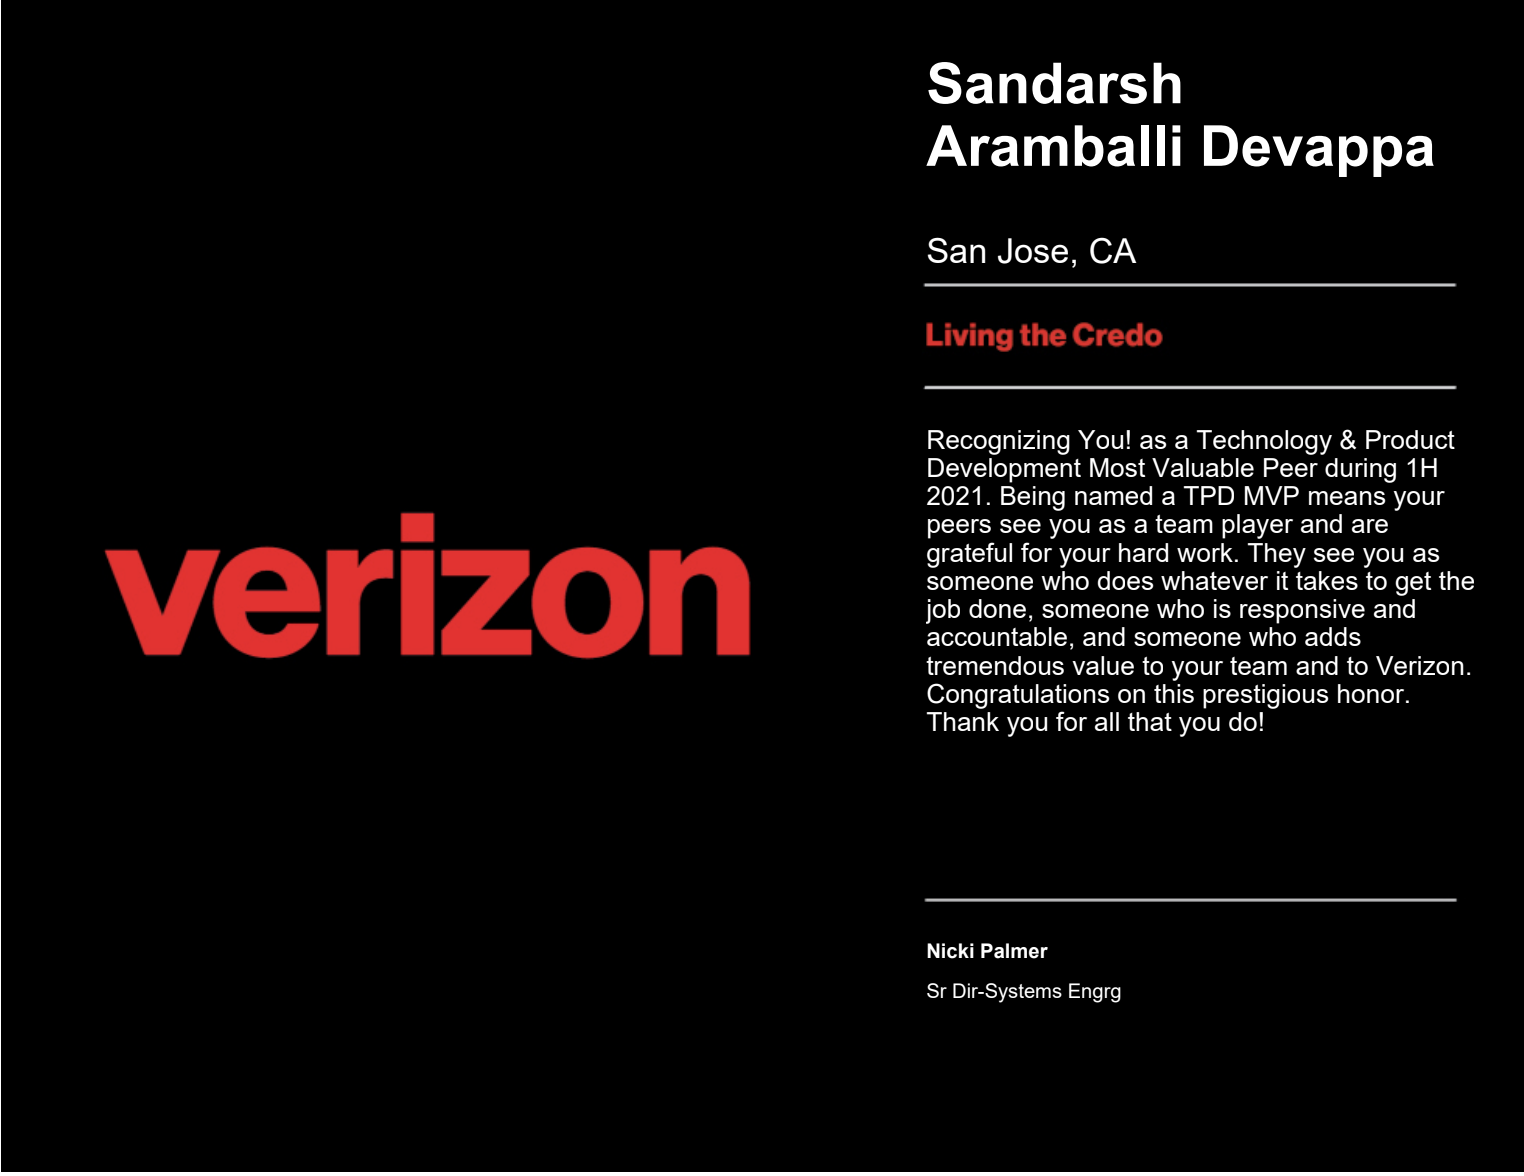 Sandarsh
Aramballi Devappa
San Jose, CA
Living the Credo
verizon
Recognizing You! as a Technology & Product
Development Most Valuable Peer during 1H
2021. Being named a TPD MVP means your
peers see you as a team player and are
grateful for your hard work. They see you as
someone who does whatever it takes to get the
job done, someone who is responsive and
accountable, and someone who adds
tremendous value to your team and to Verizon.
Congratulations on this prestigious honor.
Thank you for all that you do!
Nicki Palmer
Sr Dir-Systems Engrg